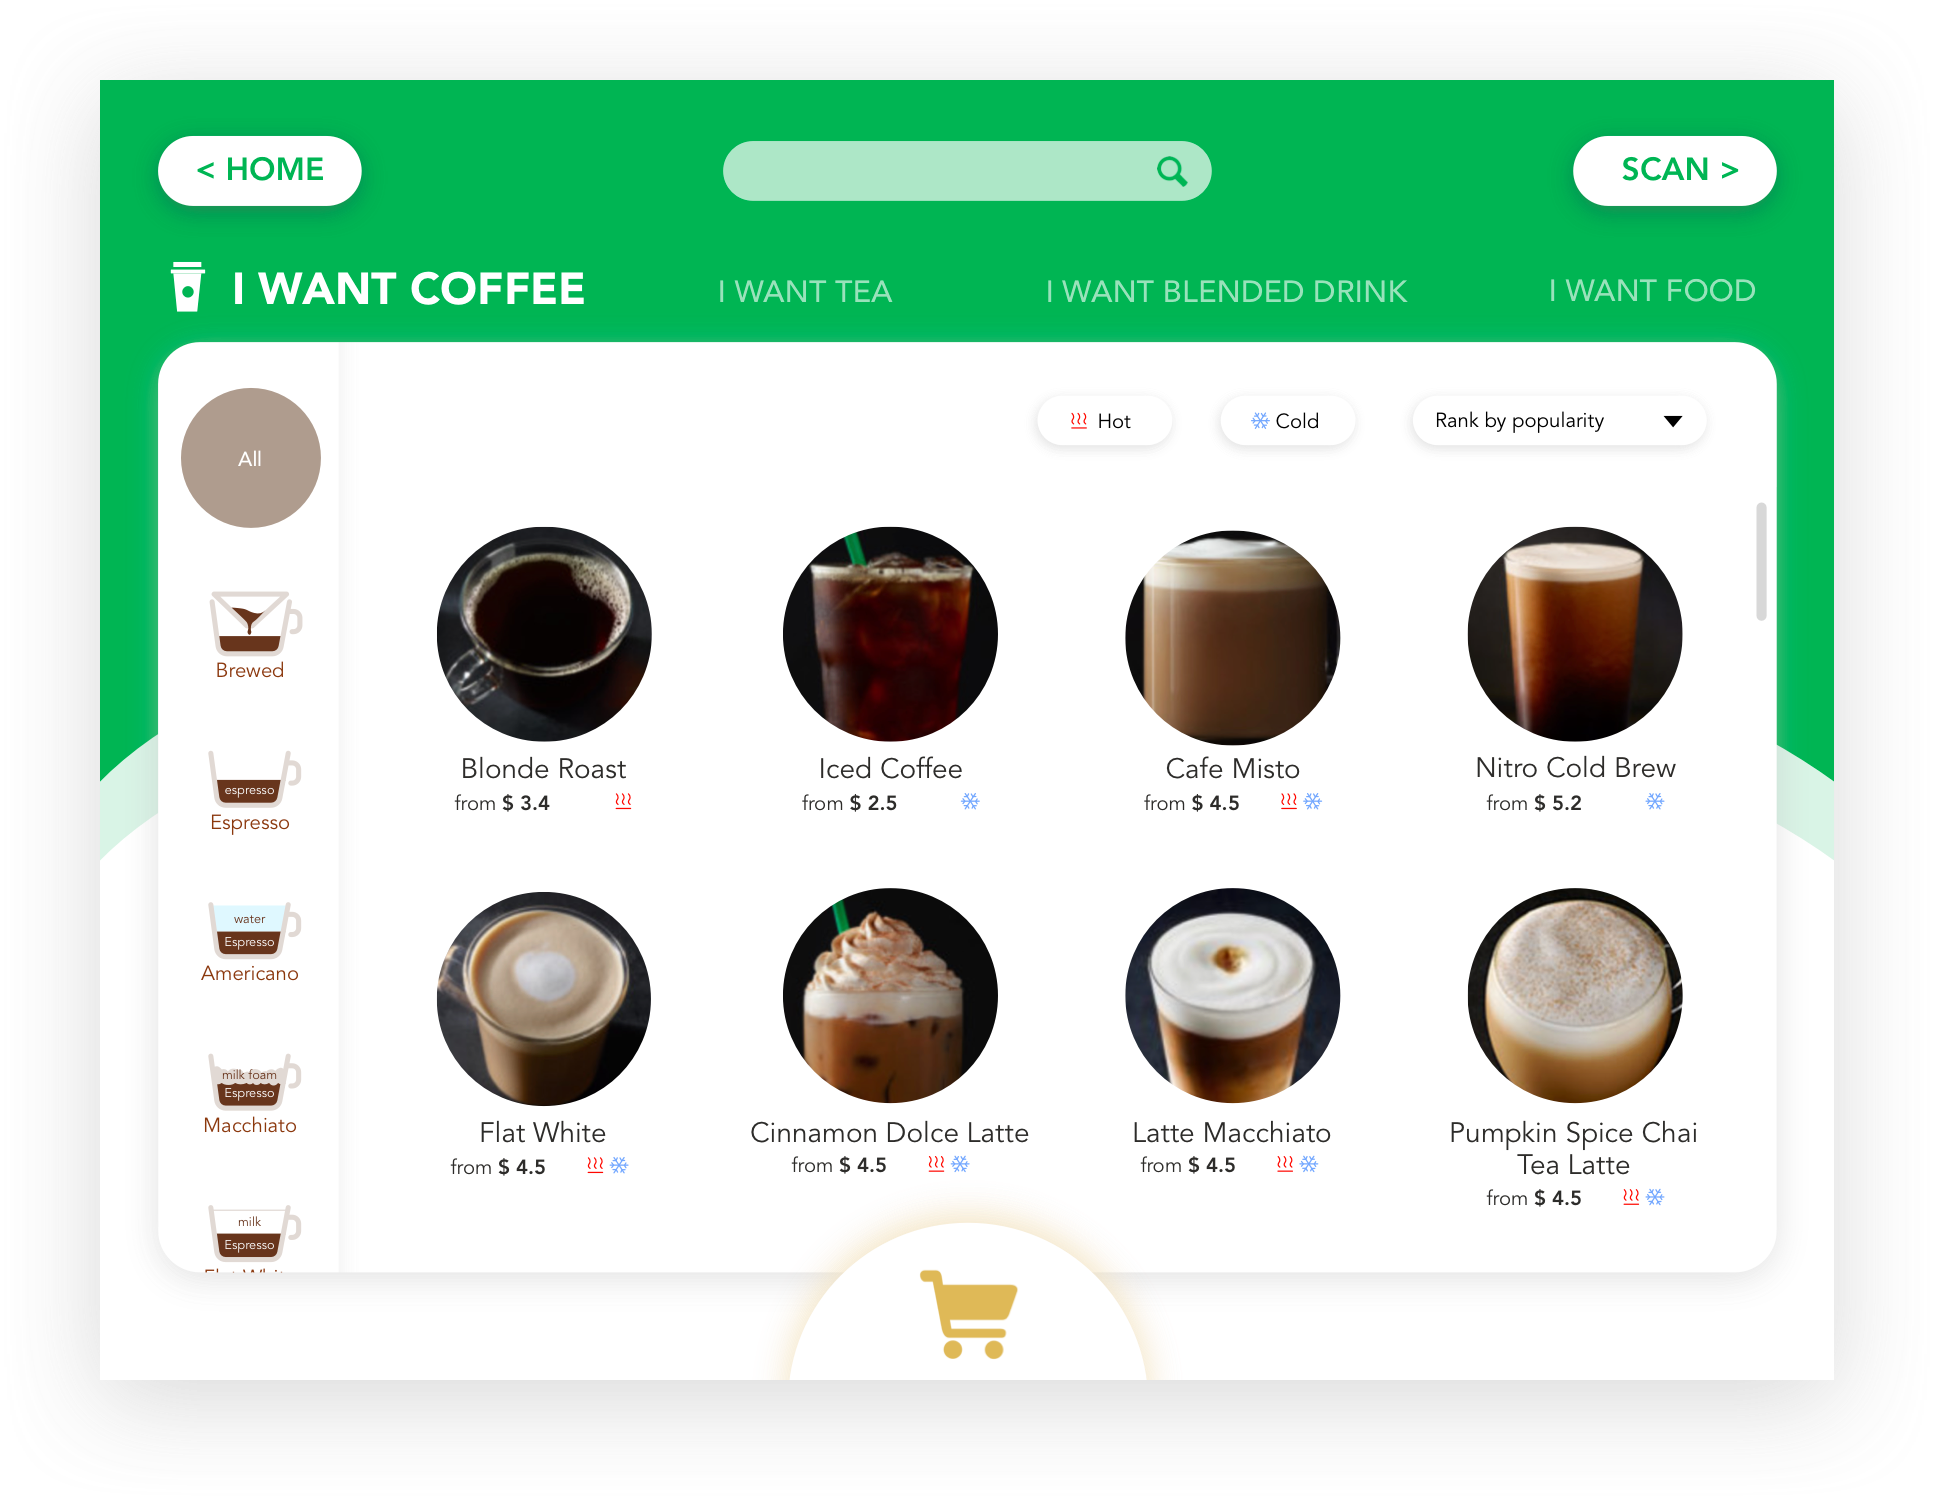 < HOME
SCAN >
I WANT COFFEE
I WANT TEA
I WANT BLENDED DRINK
I WANT FOOD
All
Hot
Cold
Rank by popularity
Brewed
espresso
Espresso
water
Espresso
Americano
milk foam
Espresso
Macchiato
milk
Espresso
Blonde Roast
from $ 3.4
Iced Coffee
from $ 2.5
Cafe Misto
from $ 4.5
Nitro Cold Brew
from $ 5.2
Flat White
from $ 4.5
Cinnamon Dolce Latte
from $ 4.5
Latte Macchiato
from $ 4.5
Pumpkin Spice Chai
Tea Latte
from $ 4.5